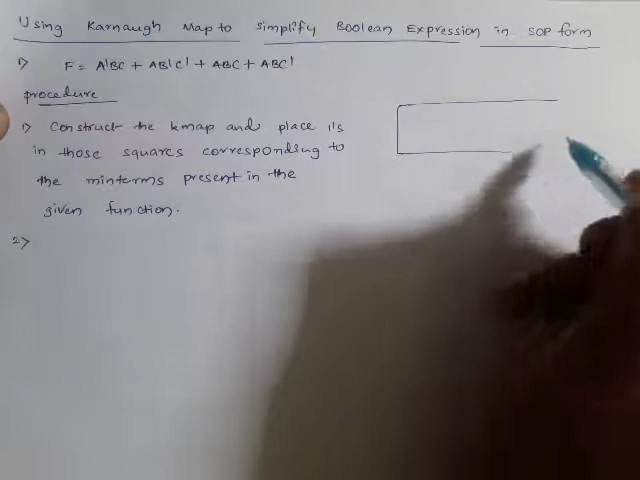 Using Karnaugh Map to simplify Boolean Expression in SOP form
1) F = A'BC + AB'C' + ABC + ABC'
procedure
1) Construct the kmap and place 1's
in those squares corresponding to
the minterms present in the
given function.
2)